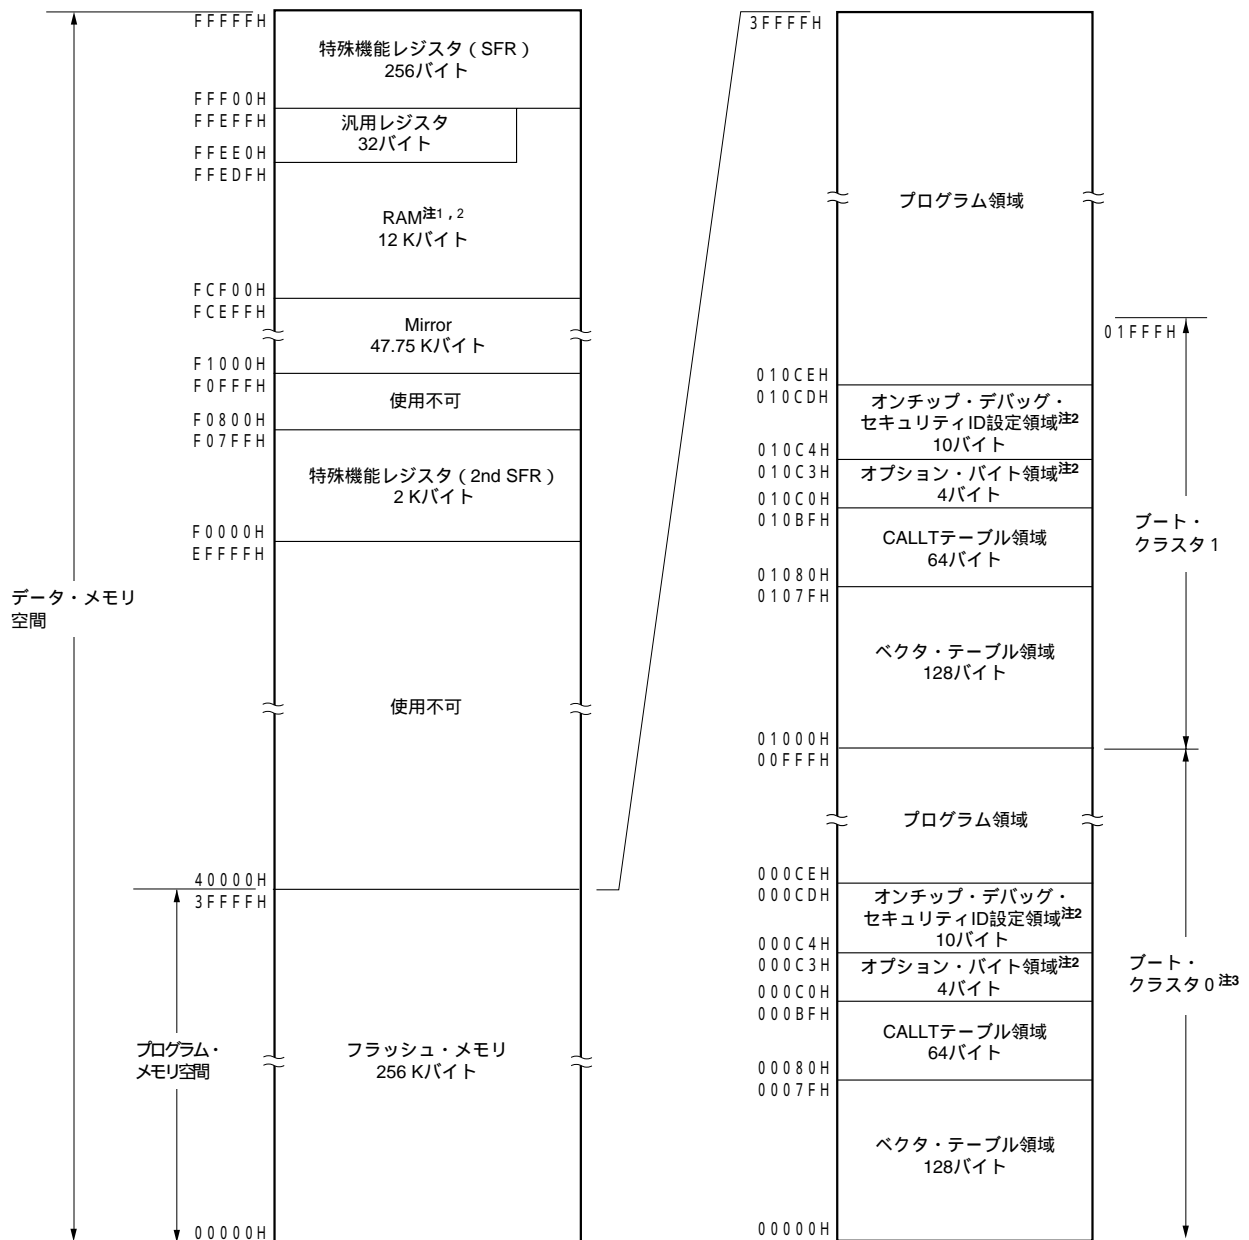 FFFFFH
特殊機能レジスタ（SFR）
256バイト
FFF00H
FFEFFH
汎用レジスタ
32バイト
FFEE0H
FFEDFH
RAM注1，2
12 Kバイト
FCF00H
FCEFFH
Mirror
47.75 Kバイト
F1000H
F0FFFH
使用不可
F0800H
F07FFH
特殊機能レジスタ（2nd SFR）
2 Kバイト
F0000H
EFFFFH
データ・メモリ
空間
使用不可
40000H
3FFFFH
プログラム・
メモリ空間
フラッシュ・メモリ
256 Kバイト
00000H
3FFFFH
プログラム領域
01FFFH
010CEH
010CDH
オンチップ・デバッグ・
セキュリティID設定領域注2
10バイト
010C4H
010C3H
オプション・バイト領域注2
4バイト
010C0H
010BFH
CALLTテーブル領域
64バイト
ブート・
クラスタ1
01080H
0107FH
ベクタ・テーブル領域
128バイト
01000H
00FFFH
プログラム領域
000CEH
000CDH
オンチップ・デバッグ・
セキュリティID設定領域注2
10バイト
000C4H
000C3H
オプション・バイト領域注2
4バイト
000C0H
000BFH
ブート・
クラスタ0注3
CALLTテーブル領域
64バイト
00080H
0007FH
ベクタ・テーブル領域
128バイト
00000H